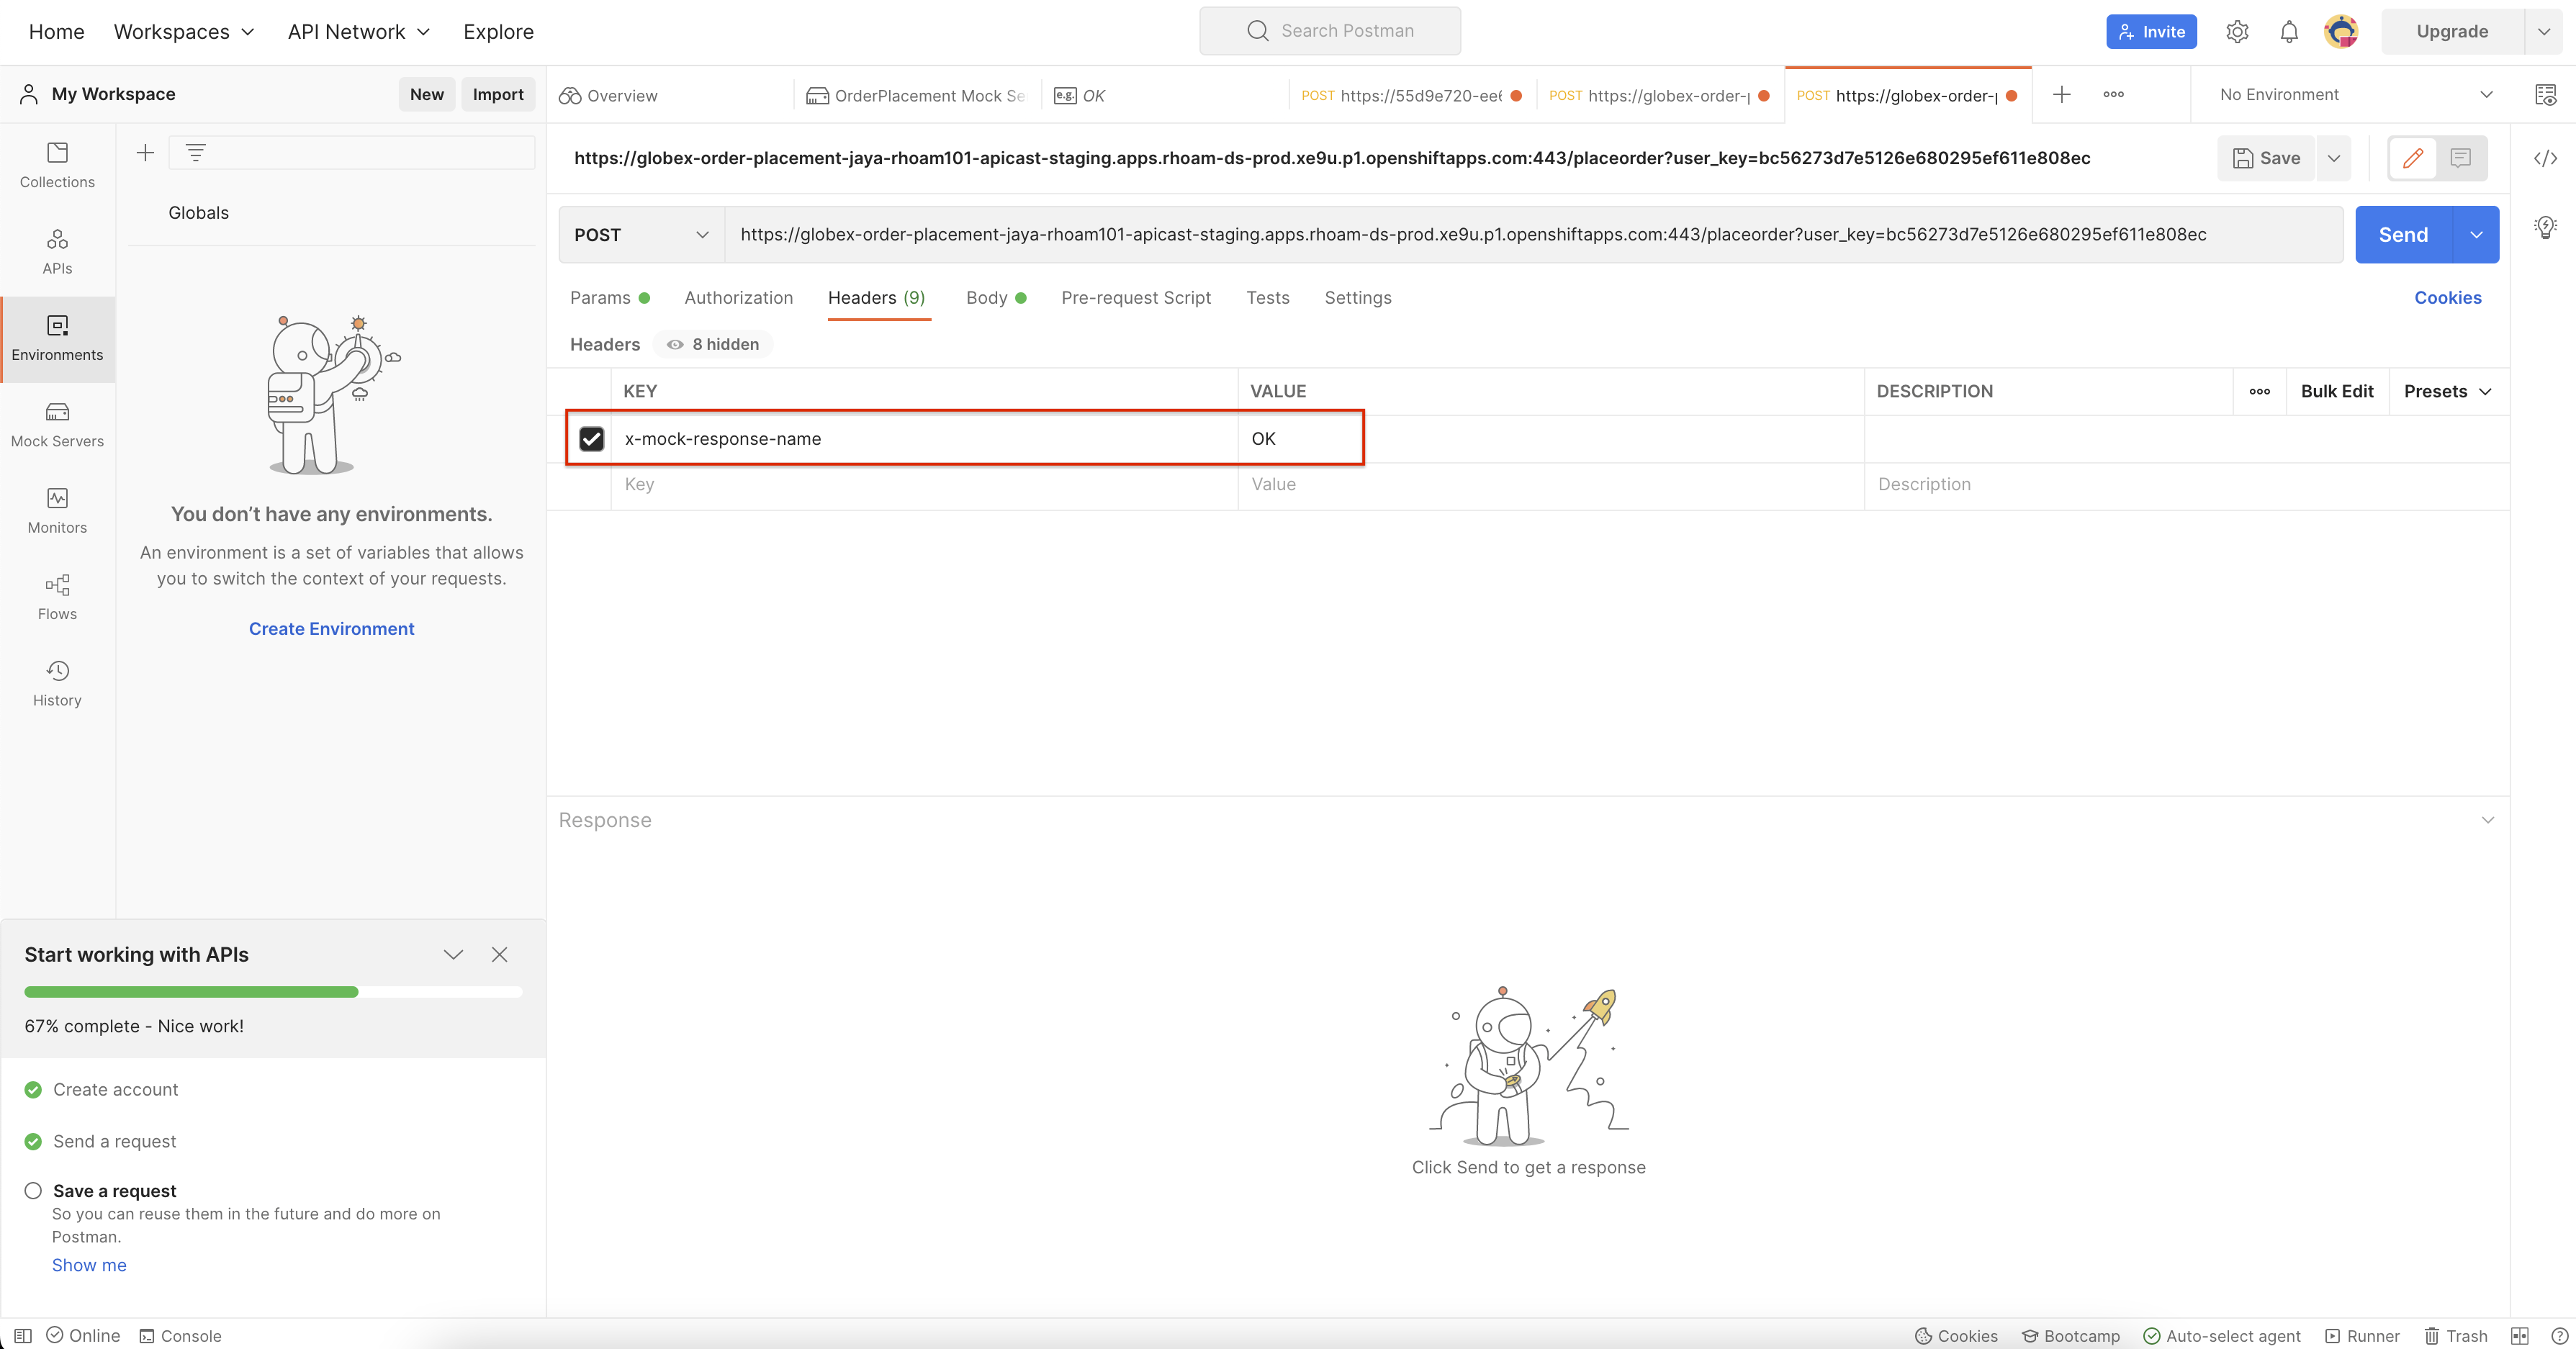 Home Workspaces API Network Explore Search Postman Invite Upgrade
My Workspace New Import
Overview OrderPlacement Mock Se e.g. OK POST https://55d9e720-ee POST https://globex-order- POST https://globex-order- No Environment
Collections
APIs
Environments
Mock Servers
Monitors
Flows
History
Globals
You don't have any environments.
An environment is a set of variables that allows
you to switch the context of your requests.
Create Environment
https://globex-order-placement-jaya-rhoam101-apicast-staging.apps.rhoam-ds-prod.xe9u.p1.openshiftapps.com:443/placeorder?user_key=bc56273d7e5126e680295ef611e808ec Save
POST https://globex-order-placement-jaya-rhoam101-apicast-staging.apps.rhoam-ds-prod.xe9u.p1.openshiftapps.com:443/placeorder?user_key=bc56273d7e5126e680295ef611e808ec Send
Params Authorization Headers (9) Body Pre-request Script Tests Settings Cookies
Headers 8 hidden
KEY VALUE DESCRIPTION Bulk Edit Presets
x-mock-response-name OK
Key Value Description
Response
Click Send to get a response
Start working with APIs
67% complete - Nice work!
Create account
Send a request
Save a request
So you can reuse them in the future and do more on
Postman.
Show me
Online Console Cookies Bootcamp Auto-select agent Runner Trash